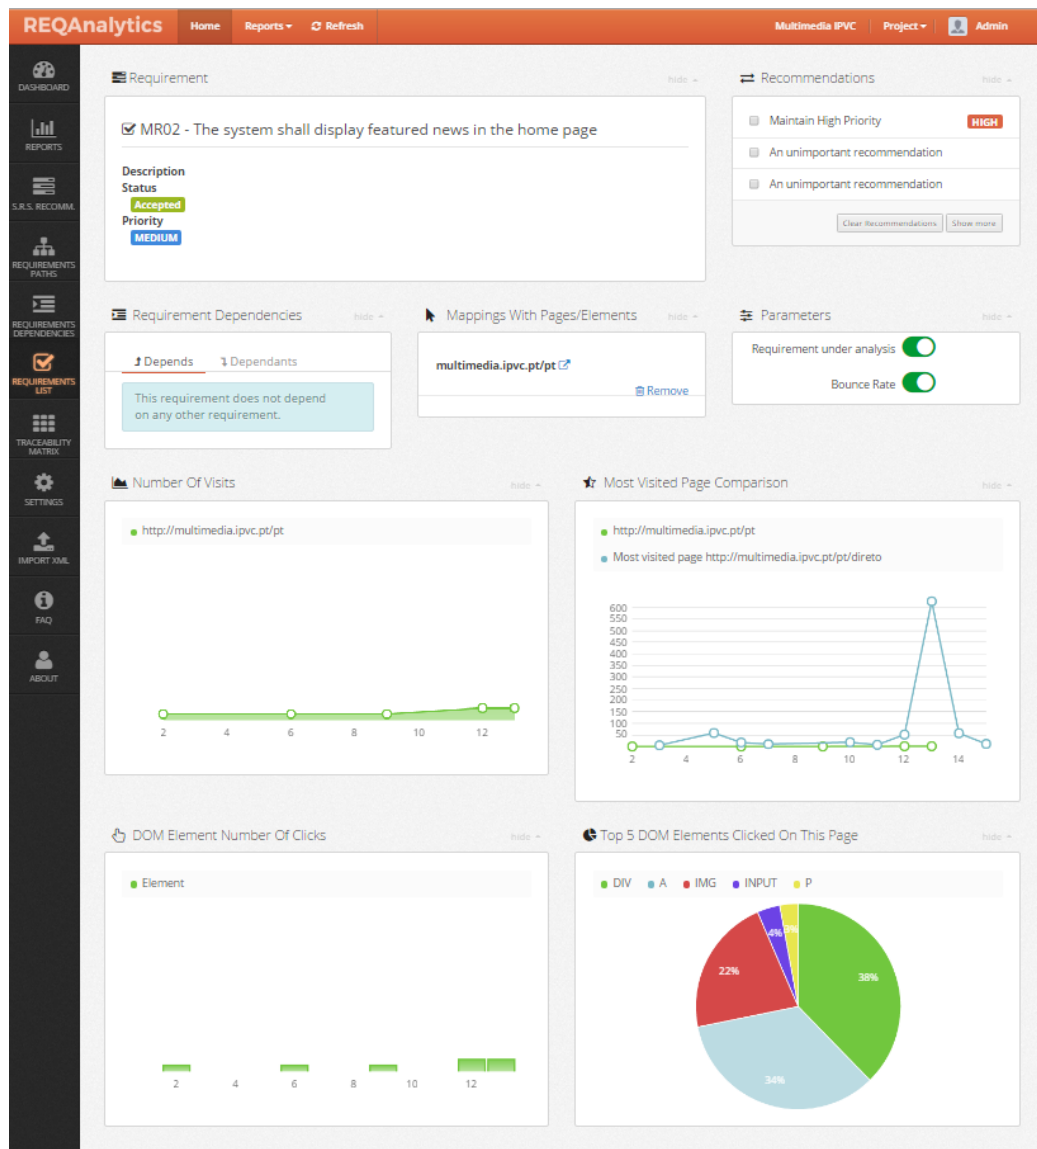 REQAnalytics Home Reports Refresh Multimedia IPVC Project Admin
DASHBOARD
REPORTS
S.R.S. RECOMM.
REQUIREMENTS
PATHS
REQUIREMENTS
DEPENDENCIES
REQUIREMENTS
LIST
TRACEABILITY
MATRIX
SETTINGS
IMPORT XML
FAQ
ABOUT
Requirement hide
MR02 - The system shall display featured news in the home page
Description
Status
Accepted
Priority
MEDIUM
Recommendations hide
Maintain High Priority HIGH
An unimportant recommendation
An unimportant recommendation
Clear Recommendations Show more
Requirement Dependencies hide
Depends Dependants
This requirement does not depend
on any other requirement.
Mappings With Pages/Elements hide
multimedia.ipvc.pt/pt
Remove
Parameters hide
Requirement under analysis
Bounce Rate
Number Of Visits hide
http://multimedia.ipvc.pt/pt
2 4 6 8 10 12
Most Visited Page Comparison hide
http://multimedia.ipvc.pt/pt
Most visited page http://multimedia.ipvc.pt/pt/direto
600
550
500
450
400
350
300
250
200
150
100
50
2 4 6 8 10 12 14
DOM Element Number Of Clicks hide
Element
2 4 6 8 10 12
Top 5 DOM Elements Clicked On This Page hide
DIV A IMG INPUT P
4% 3%
22% 38%
34%